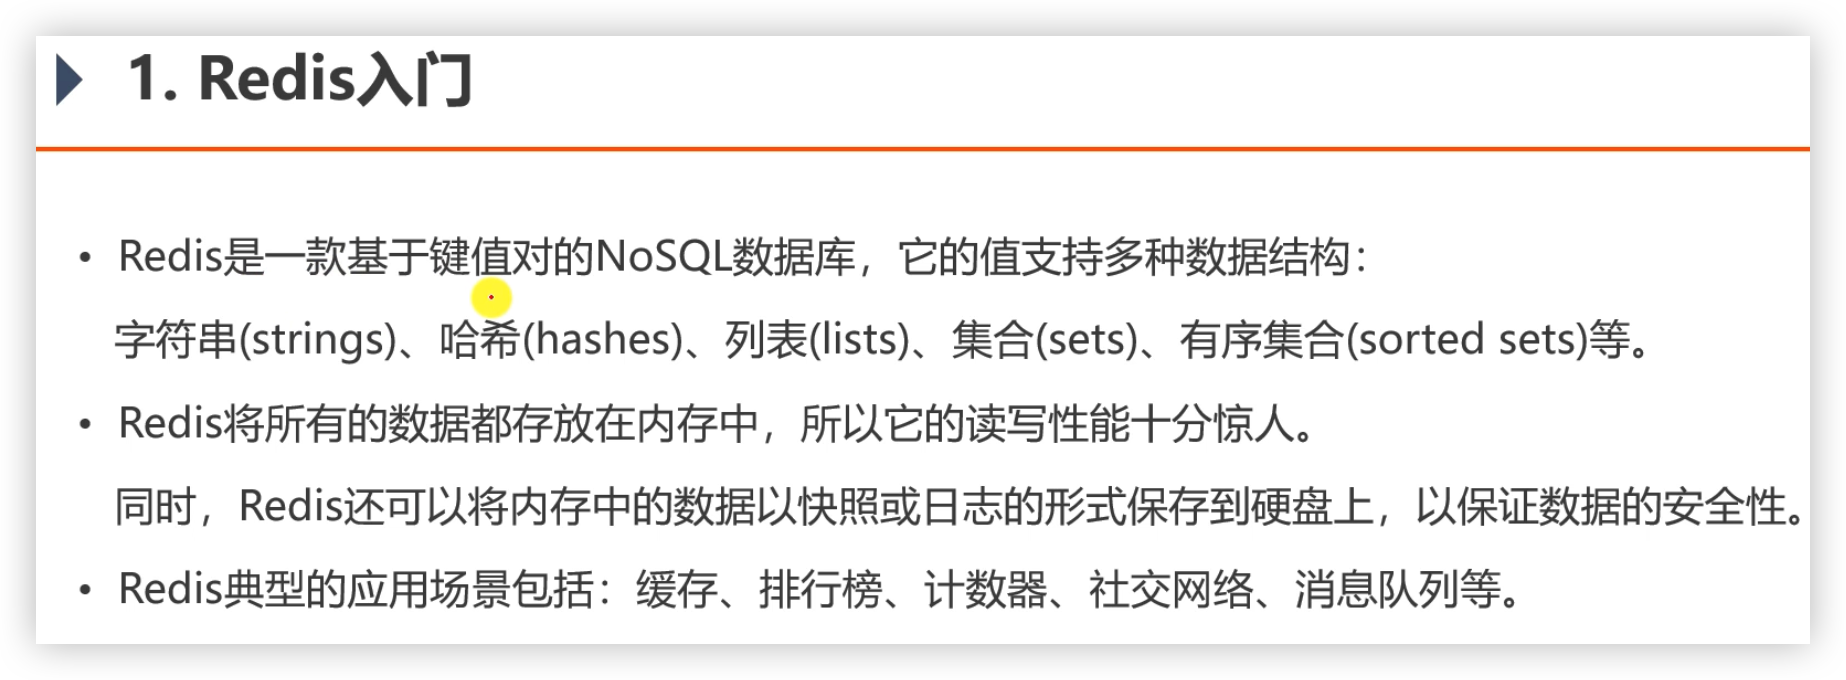 1. Redis入门
• Redis是一款基于键值对的NoSQL数据库，它的值支持多种数据结构：
字符串(strings)、哈希(hashes)、列表(lists)、集合(sets)、有序集合(sorted sets)等。
• Redis将所有的数据都存放在内存中，所以它的读写性能十分惊人。
同时，Redis还可以将内存中的数据以快照或日志的形式保存到硬盘上，以保证数据的安全性。
• Redis典型的应用场景包括：缓存、排行榜、计数器、社交网络、消息队列等。